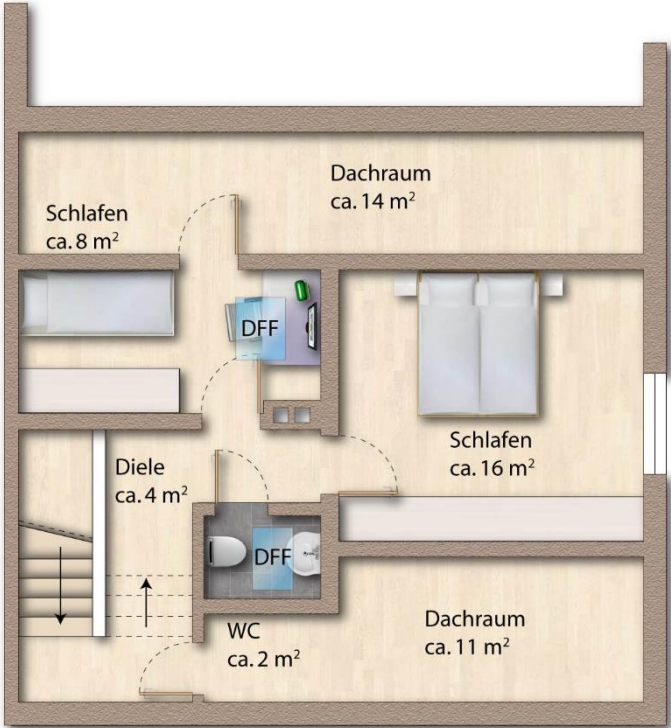 Dachraum
ca. 14 m²
Schlafen
ca. 8 m²
DFF
Schlafen
ca. 16 m²
Diele
ca. 4 m²
DFF
WC
ca. 2 m²
Dachraum
ca. 11 m²